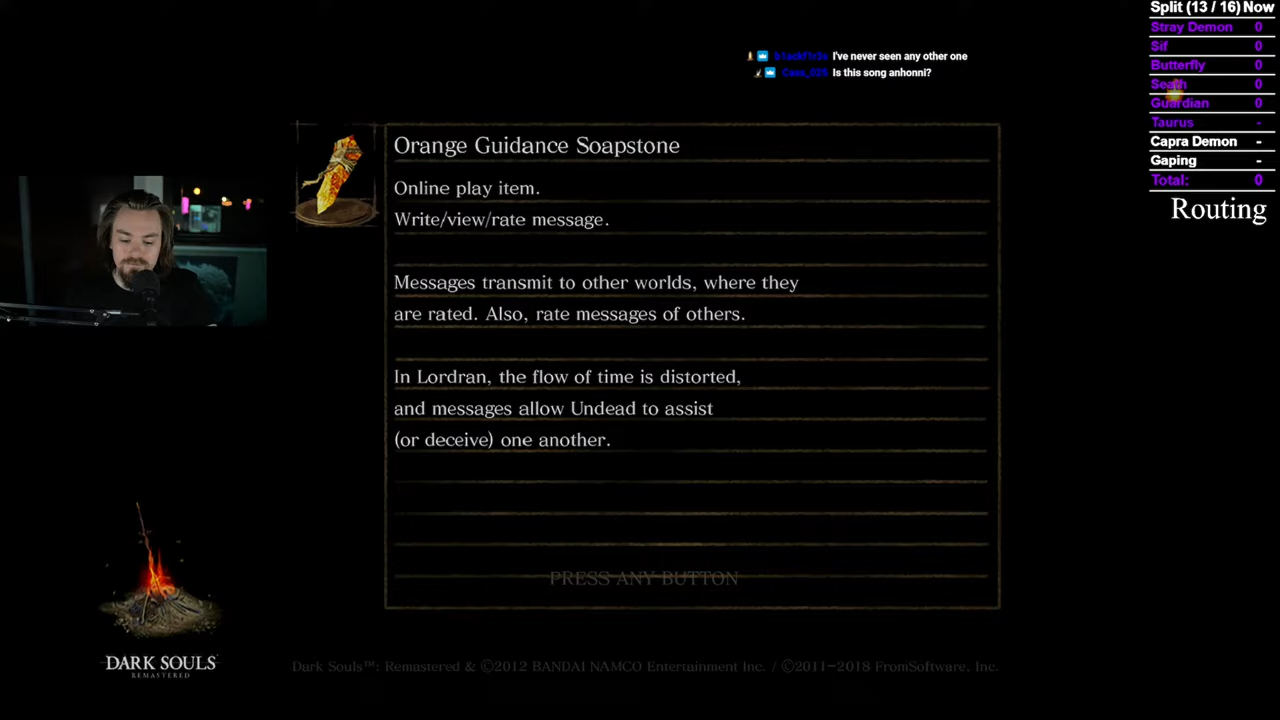 Split (13 / 16) Now
Stray Demon 0
Sif 0
Butterfly 0
Seath 0
Guardian 0
Taurus -
Capra Demon -
Gaping -
Total: 0
Routing
I've never seen any other one
Is this song anhonni?
Orange Guidance Soapstone
Online play item.
Write/view/rate message.
Messages transmit to other worlds, where they
are rated. Also, rate messages of others.
In Lordran, the flow of time is distorted,
and messages allow Undead to assist
(or deceive) one another.
PRESS ANY BUTTON
DARK SOULS
REMASTERED
Dark Souls™: Remastered & ©2012 BANDAI NAMCO Entertainment Inc. / ©2011-2018 FromSoftware, Inc.